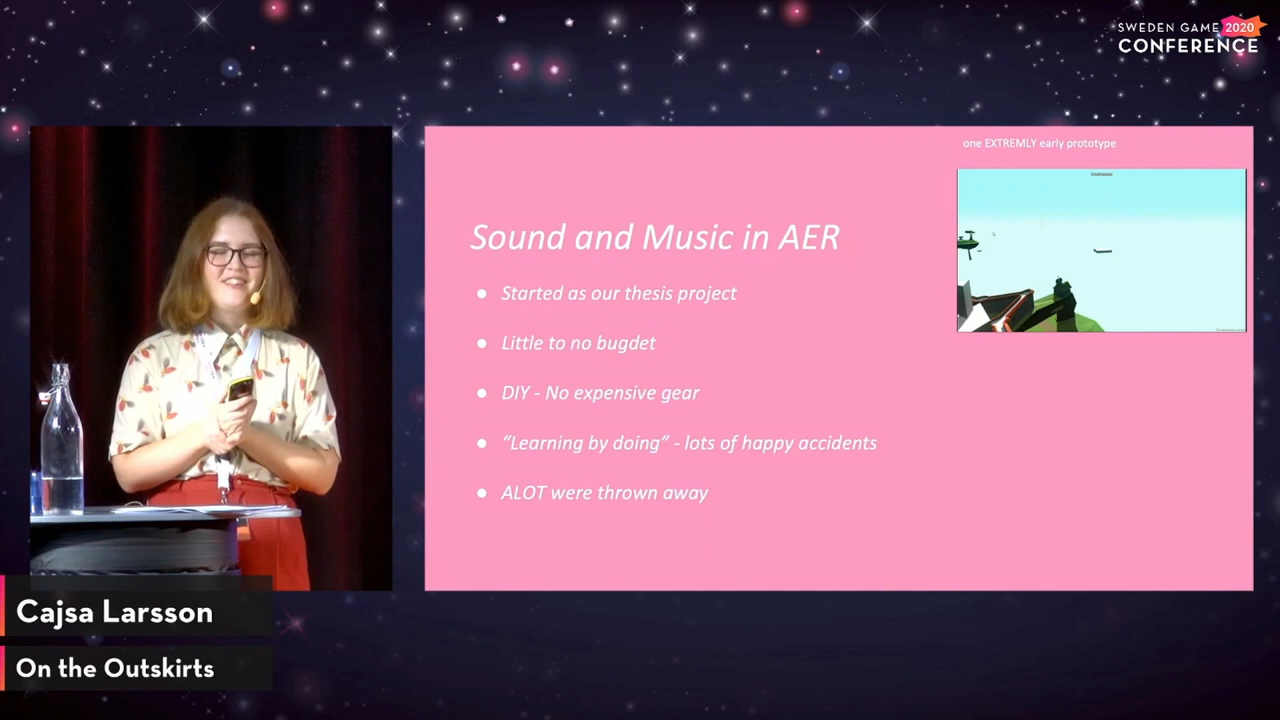 SWEDEN GAME 2020
CONFERENCE
one EXTREMLY early prototype
Sound and Music in AER
● Started as our thesis project
● Little to no bugdet
● DIY - No expensive gear
● “Learning by doing” - lots of happy accidents
● ALOT were thrown away
Cajsa Larsson
On the Outskirts